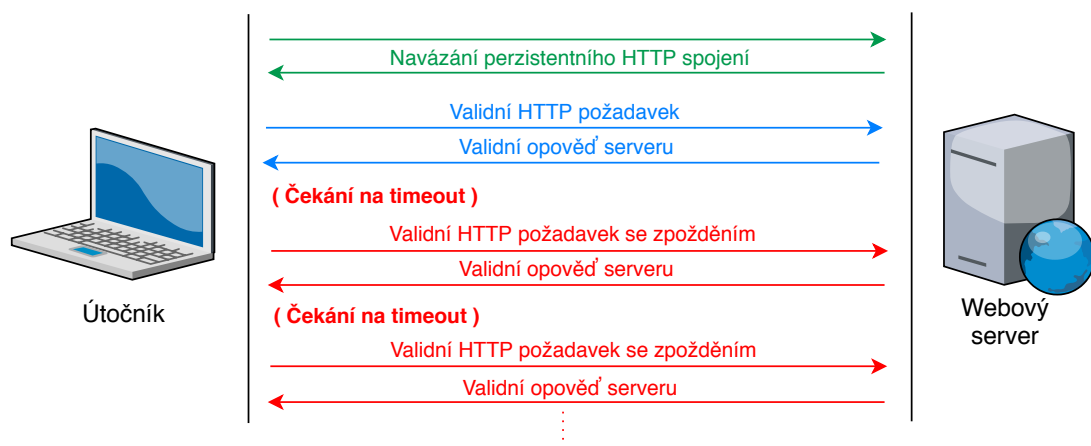 Navázání perzistentního HTTP spojení
Validní HTTP požadavek
Validní opověď serveru
( Čekání na timeout )
Validní HTTP požadavek se zpožděním
Validní opověď serveru
( Čekání na timeout )
Validní HTTP požadavek se zpožděním
Validní opověď serveru
Útočník
Webový
server